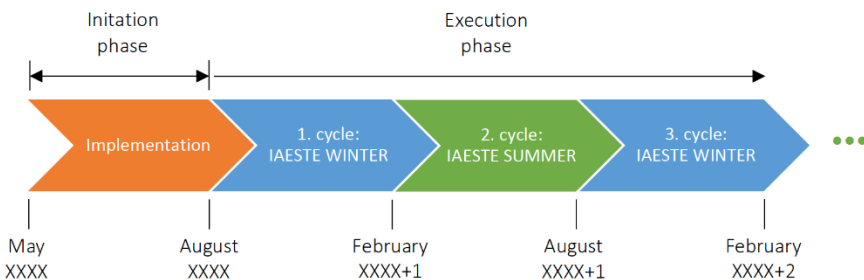 Initation
phase
Execution
phase
Implementation
1. cycle:
IAESTE WINTER
2. cycle:
IAESTE SUMMER
3. cycle:
IAESTE WINTER
May
XXXX
August
XXXX
February
XXXX+1
August
XXXX+1
February
XXXX+2